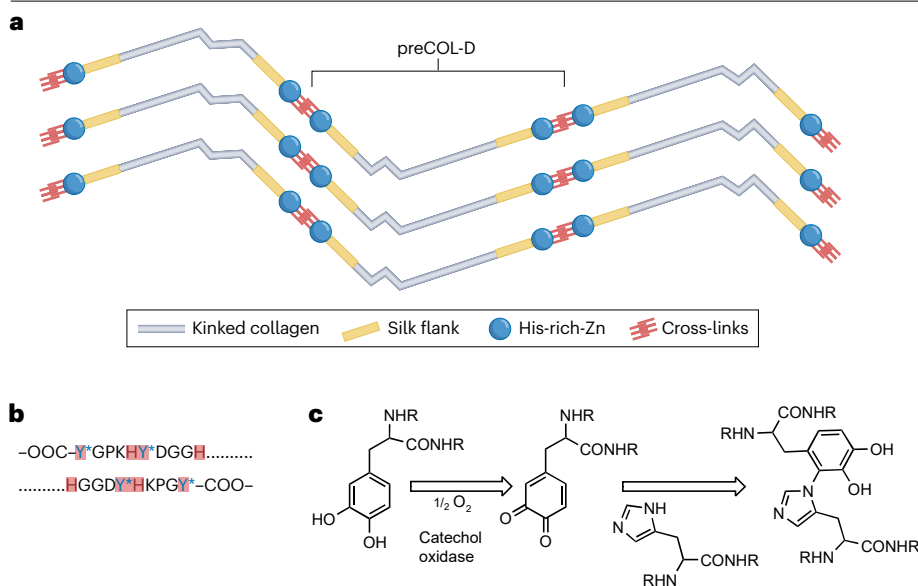 a
preCOL-D
Kinked collagen Silk flank His-rich-Zn Cross-links
b
–OOC–Y*GPKHY*DGGH..........
..........HGGDY*HKPGY*–COO–
c
NHR
CONHR
HO
OH
1/2 O2
Catechol
oxidase
NHR
CONHR
O
O
N
NH
CONHR
RHN
CONHR
RHN
OH
OH
N
N
CONHR
RHN